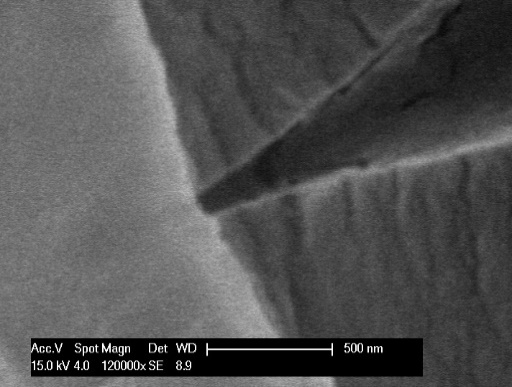 Acc.V Spot Magn Det WD 500 nm
15.0 kV 4.0 120000x SE 8.9